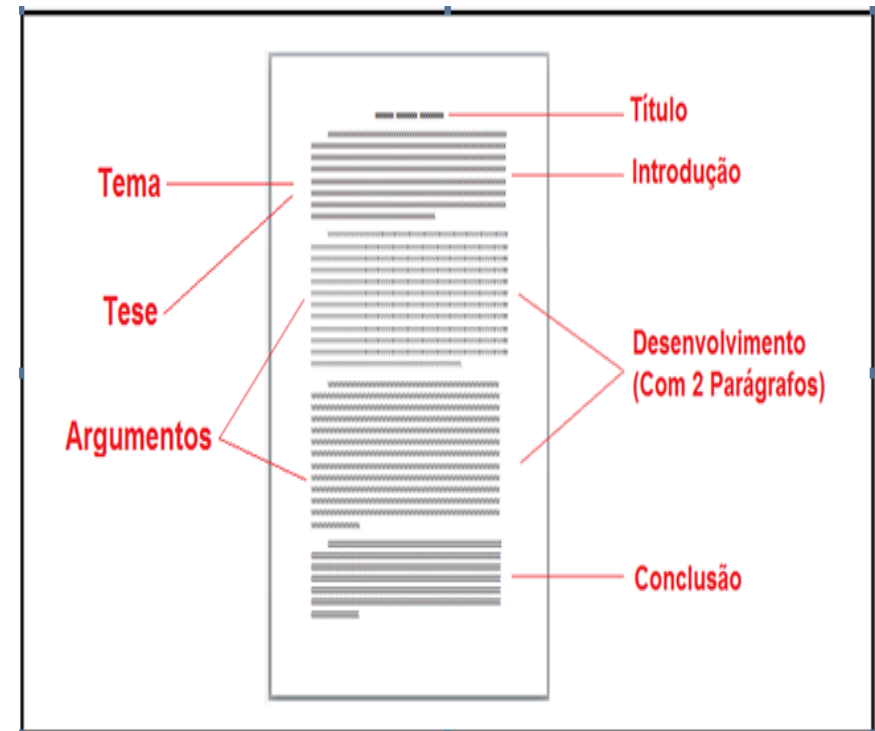 Título
Introdução
Tema
Tese
Desenvolvimento
(Com 2 Parágrafos)
Argumentos
Conclusão